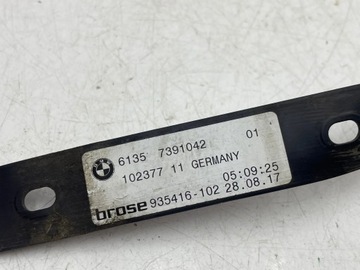 6135 7391042 01
102377 11 GERMANY
05:09:25
brose 935416-102 28.08.17